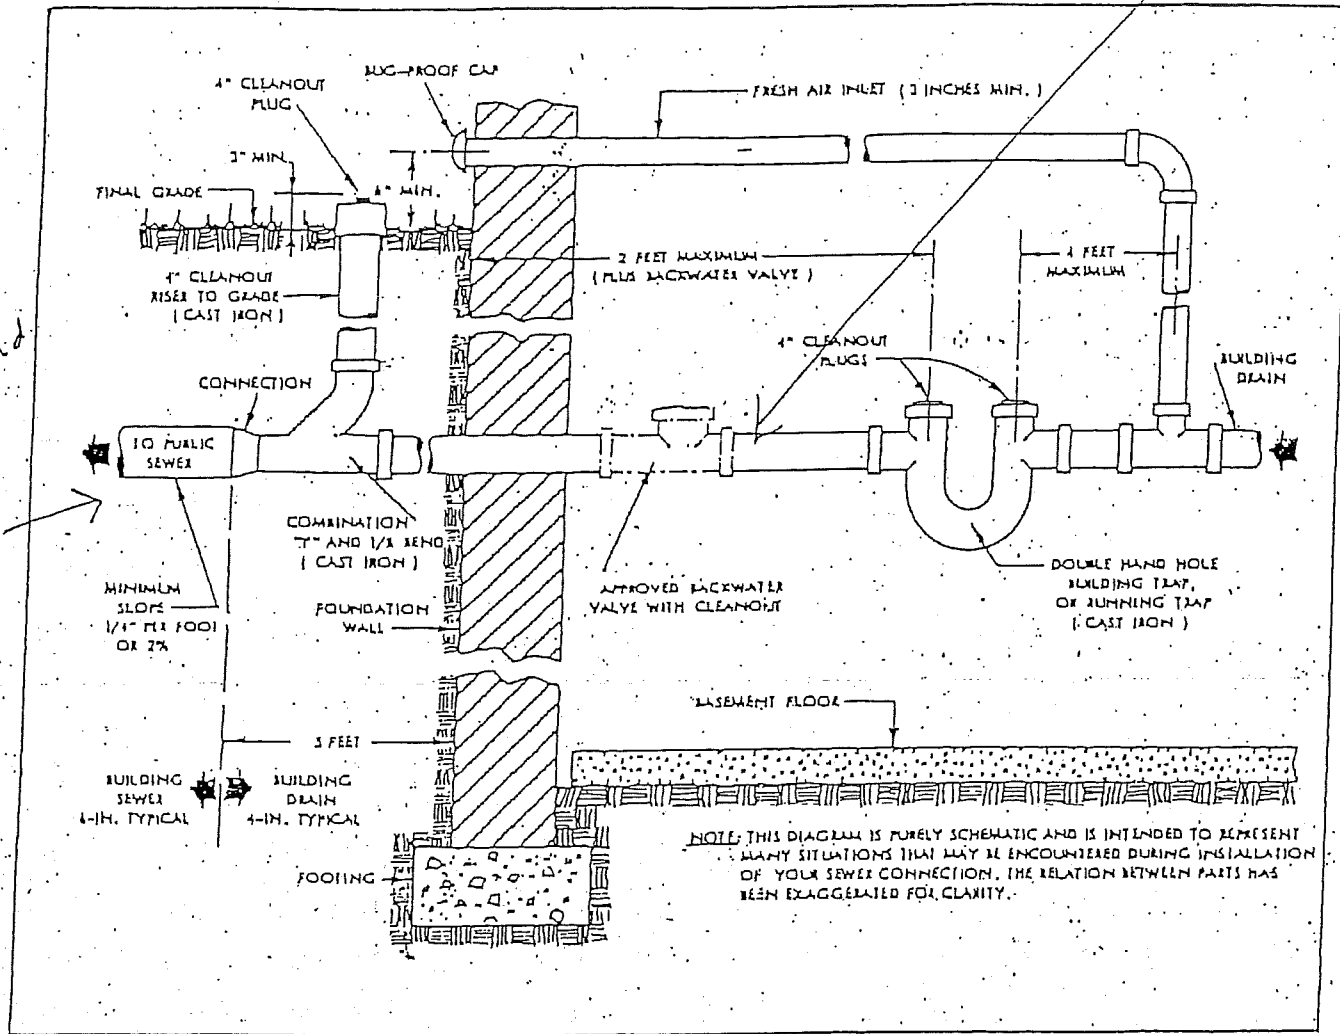 4" CLEANOUT
PLUG
BUG-PROOF CAP
FRESH AIR INLET ( 3 INCHES MIN. )
3" MIN.
FINAL GRADE
6" MIN.
2 FEET MAXIMUM
( PLUS BACKWATER VALVE )
4 FEET
MAXIMUM
4" CLEANOUT
RISER TO GRADE
( CAST IRON )
4" CLEANOUT
PLUGS
BUILDING
DRAIN
CONNECTION
TO PUBLIC
SEWER
COMBINATION
"T" AND 1/8 BEND
( CAST IRON )
MINIMUM
SLOPE
1/4" PER FOOT
OR 2%
FOUNDATION
WALL
APPROVED BACKWATER
VALVE WITH CLEANOUT
DOUBLE HAND HOLE
BUILDING TRAP,
OR RUNNING TRAP
( CAST IRON )
BASEMENT FLOOR
FEET
BUILDING
SEWER
6-IN. TYPICAL
BUILDING
DRAIN
4-IN. TYPICAL
FOOTING
NOTE: THIS DIAGRAM IS PURELY SCHEMATIC AND IS INTENDED TO REPRESENT
MANY SITUATIONS THAT MAY BE ENCOUNTERED DURING INSTALLATION
OF YOUR SEWER CONNECTION. THE RELATION BETWEEN PARTS HAS
BEEN EXAGGERATED FOR CLARITY.